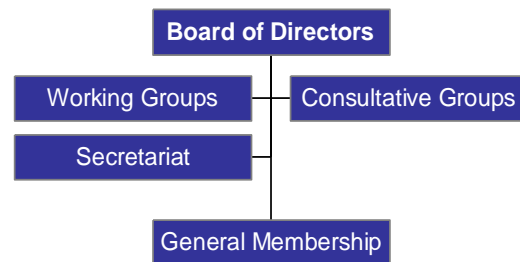 Board of Directors
Working Groups
Consultative Groups
Secretariat
General Membership